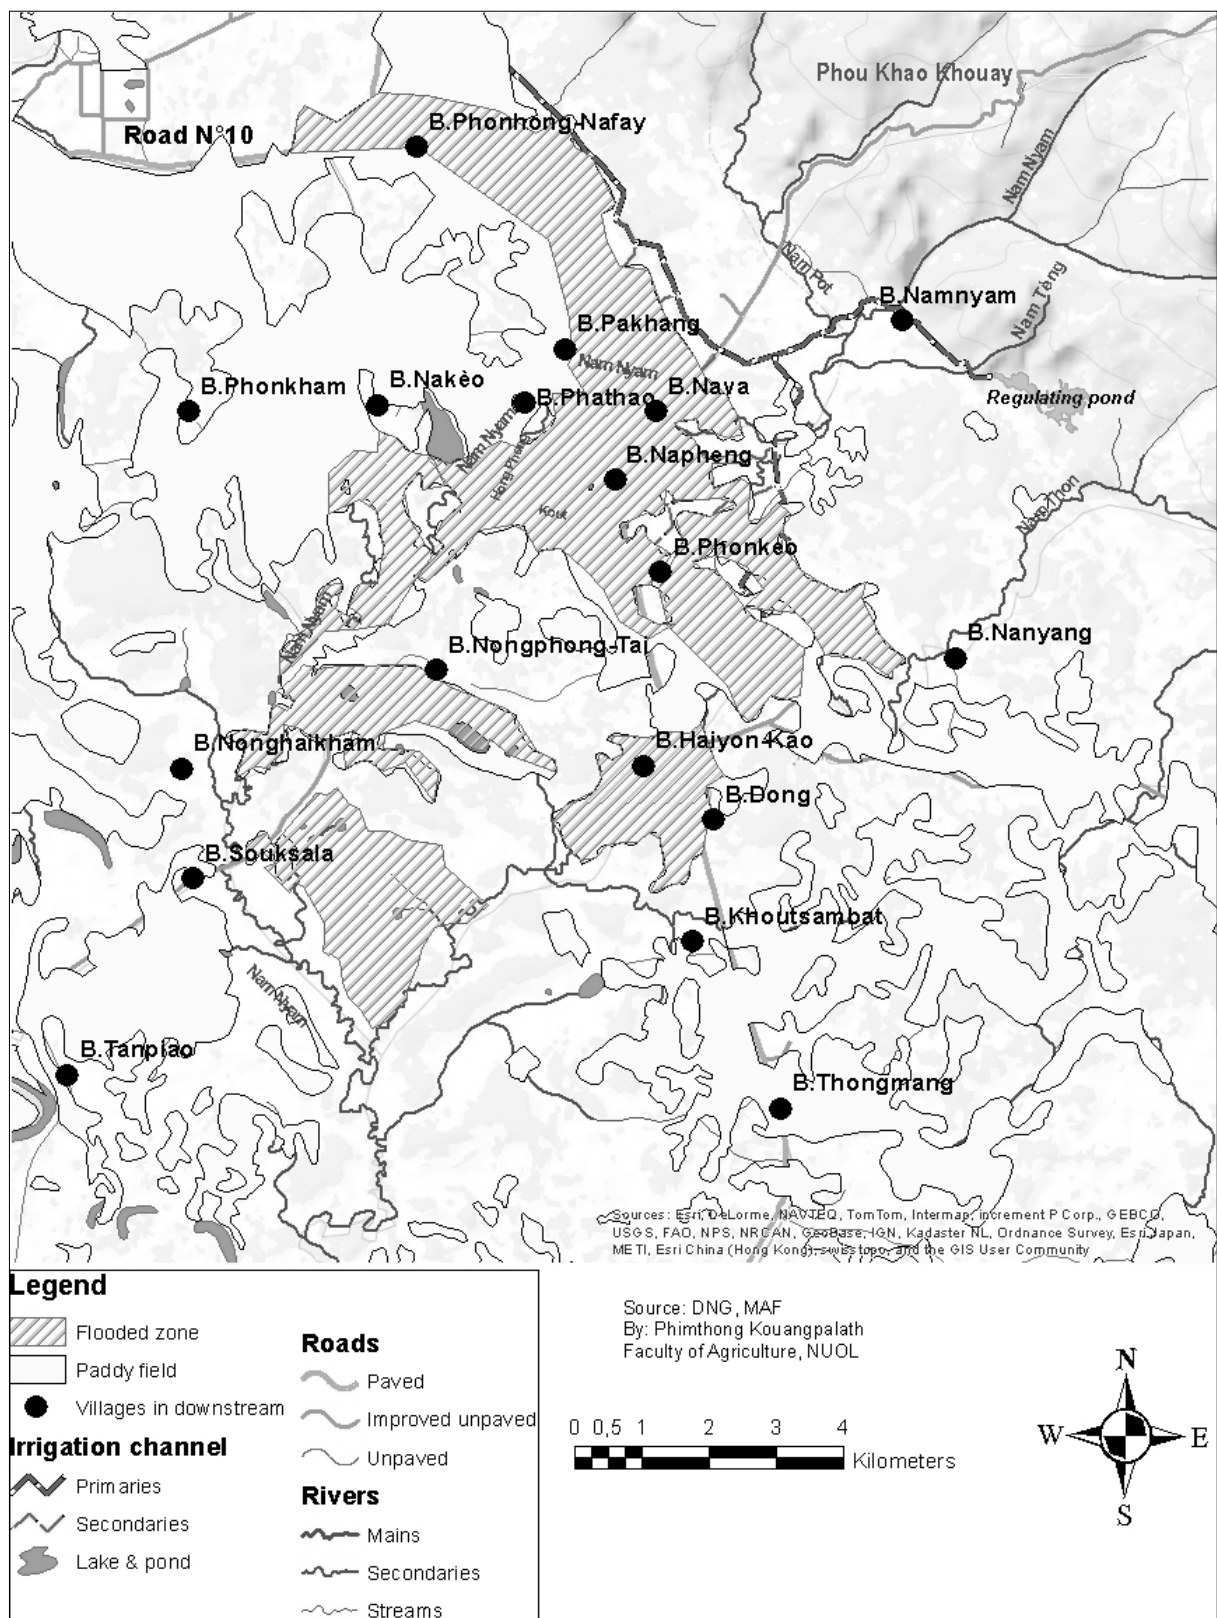 Phou Khao Khouay
Road N°10
B.Phonhong-Nafay
Nam Nyam
Nam Pot
Nam Tèng
B.Namnyam
B.Pakhang
Nam Nyam
B.Phonkham
B.Nakèo
B.Phathao
B.Nava
Regulating pond
Nam Nyam
Hong Phong
B.Napheng
Kout
Nam Thon
B.Phonkèo
Nam Nyam
B.Nongphong-Tai
B.Nanyang
B.Nonghaikham
B.Haiyon-Kao
B.Dong
B.Souksala
B.Khoutsambat
Nam Nyam
B.Tanpiao
B.Thongmang
Sources: Esri, DeLorme, NAVTEQ, TomTom, Intermap, increment P Corp., GEBCO,
USGS, FAO, NPS, NRCAN, GeoBase, IGN, Kadaster NL, Ordnance Survey, Esri Japan,
METI, Esri China (Hong Kong), swisstopo, and the GIS User Community
Legend
Flooded zone
Paddy field
Villages in downstream
Irrigation channel
Primaries
Secondaries
Lake & pond
Roads
Paved
Improved unpaved
Unpaved
Rivers
Mains
Secondaries
Streams
Source: DNG, MAF
By: Phimthong Kouangpalath
Faculty of Agriculture, NUOL
0 0,5 1 2 3 4
Kilometers
N
W E
S